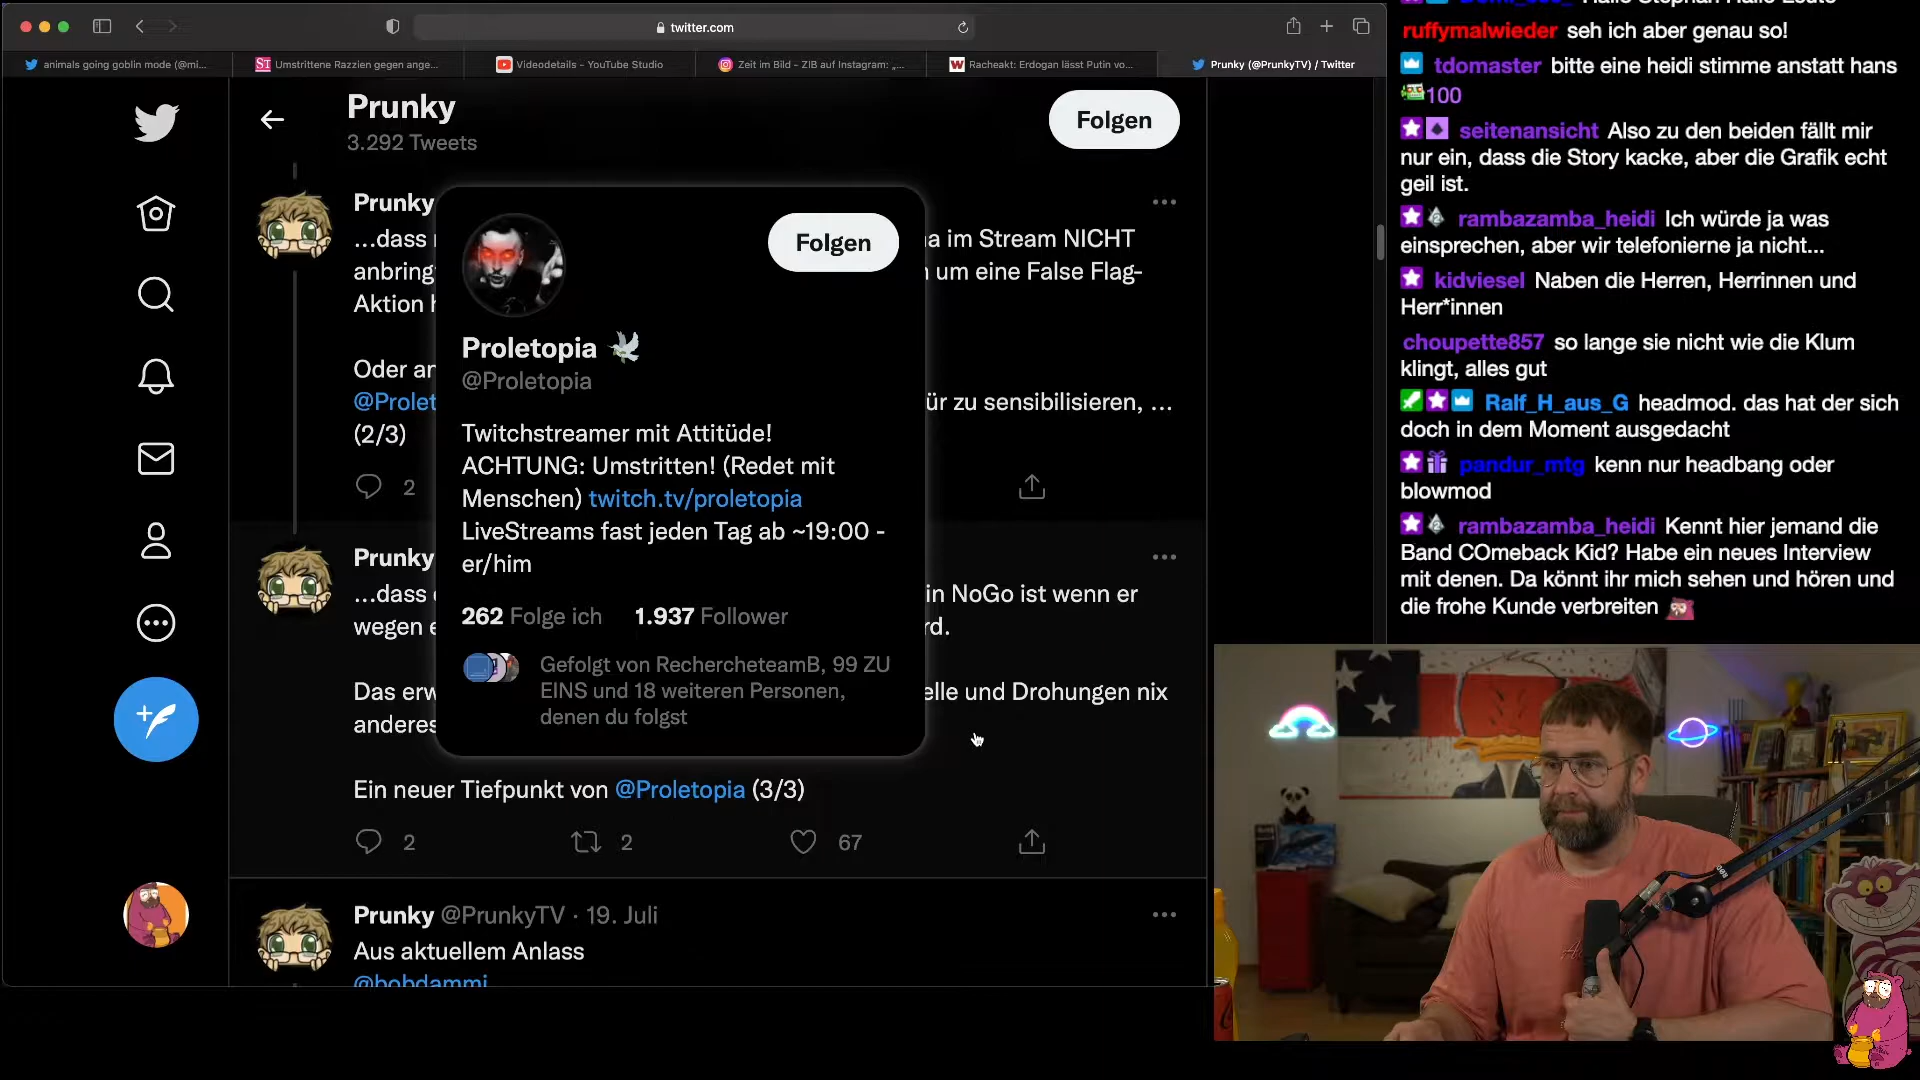 twitter.com
animals going goblin mode (@mi...
Umstrittene Razzien gegen ange...
Videodetails – YouTube Studio
Zeit im Bild - ZIB auf Instagram: „...
Racheakt: Erdogan lässt Putin vo...
Prunky (@PrunkyTV) / Twitter
Prunky
3.292 Tweets
Folgen
Prunky
...dass
a im Stream NICHT
anbring
um eine False Flag-
Aktion
Oder an
@Prolet
ür zu sensibilisieren, ...
(2/3)
2
Folgen
Proletopia
@Proletopia
Twitchstreamer mit Attitüde!
ACHTUNG: Umstritten! (Redet mit
Menschen) twitch.tv/proletopia
LiveStreams fast jeden Tag ab ~19:00 -
er/him
262 Folge ich 1.937 Follower
Gefolgt von RechercheteamB, 99 ZU
EINS und 18 weiteren Personen,
denen du folgst
Prunky
...dass
in NoGo ist wenn er
wegen
rd.
Das erw
elle und Drohungen nix
anderes
Ein neuer Tiefpunkt von @Proletopia (3/3)
2 2 67
Prunky @PrunkyTV · 19. Juli
Aus aktuellem Anlass
@bobdammi
ruffymalwieder seh ich aber genau so!
tdomaster bitte eine heidi stimme anstatt hans
100
seitenansicht Also zu den beiden fällt mir
nur ein, dass die Story kacke, aber die Grafik echt
geil ist.
rambazamba_heidi Ich würde ja was
einsprechen, aber wir telefonierne ja nicht...
kidviesel Naben die Herren, Herrinnen und
Herr*innen
choupette857 so lange sie nicht wie die Klum
klingt, alles gut
Ralf_H_aus_G headmod. das hat der sich
doch in dem Moment ausgedacht
pandur_mtg kenn nur headbang oder
blowmod
rambazamba_heidi Kennt hier jemand die
Band COmeback Kid? Habe ein neues Interview
mit denen. Da könnt ihr mich sehen und hören und
die frohe Kunde verbreiten